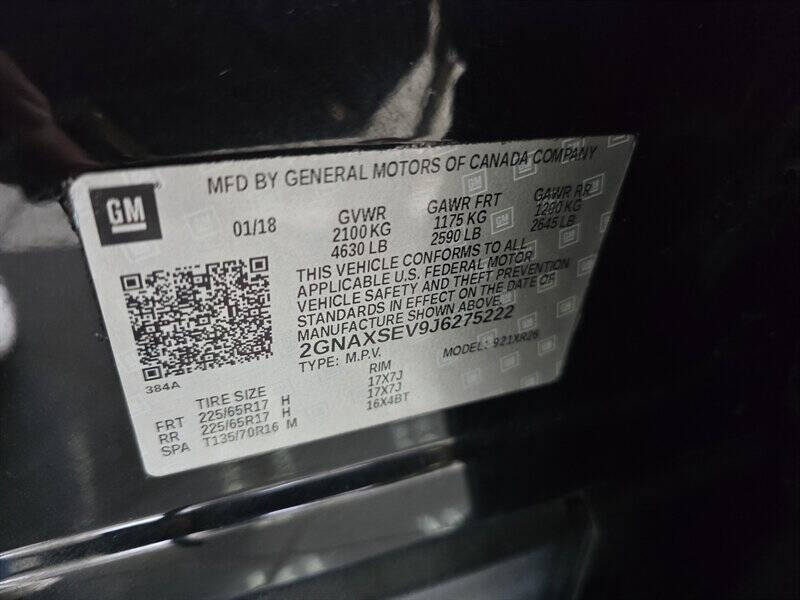 GM
MFD BY GENERAL MOTORS OF CANADA COMPANY
01/18
GVWR
2100 KG
4630 LB
GAWR FRT
1175 KG
2590 LB
GAWR RR
1200 KG
2645 LB
THIS VEHICLE CONFORMS TO ALL
APPLICABLE U.S. FEDERAL MOTOR
VEHICLE SAFETY AND THEFT PREVENTION
STANDARDS IN EFFECT ON THE DATE OF
MANUFACTURE SHOWN ABOVE.
2GNAXSEV9J6275222
TYPE: M.P.V. MODEL: 921XR26
384A
TIRE SIZE RIM
FRT 225/65R17 H 17X7J
RR 225/65R17 H 17X7J
SPA T135/70R16 M 16X4BT